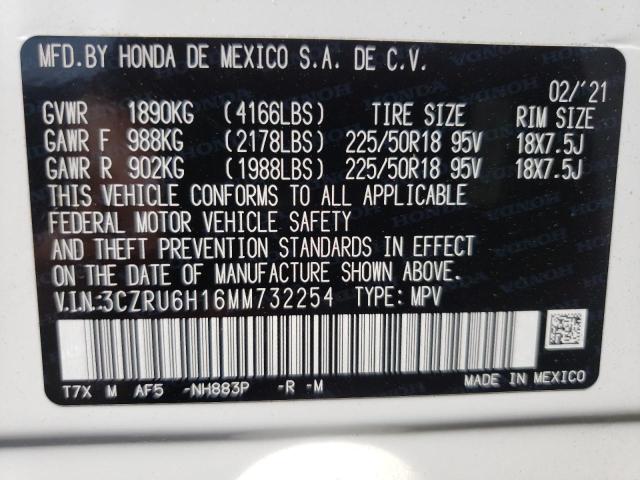 MFD.BY HONDA DE MEXICO S.A. DE C.V.
02/'21
GVWR 1890KG (4166LBS) TIRE SIZE RIM SIZE
GAWR F 988KG (2178LBS) 225/50R18 95V 18X7.5J
GAWR R 902KG (1988LBS) 225/50R18 95V 18X7.5J
THIS VEHICLE CONFORMS TO ALL APPLICABLE
FEDERAL MOTOR VEHICLE SAFETY
AND THEFT PREVENTION STANDARDS IN EFFECT
ON THE DATE OF MANUFACTURE SHOWN ABOVE.
V.I.N:3CZRU6H16MM732254 TYPE: MPV
T7X M AF5 -NH883P -R -M
MADE IN MEXICO